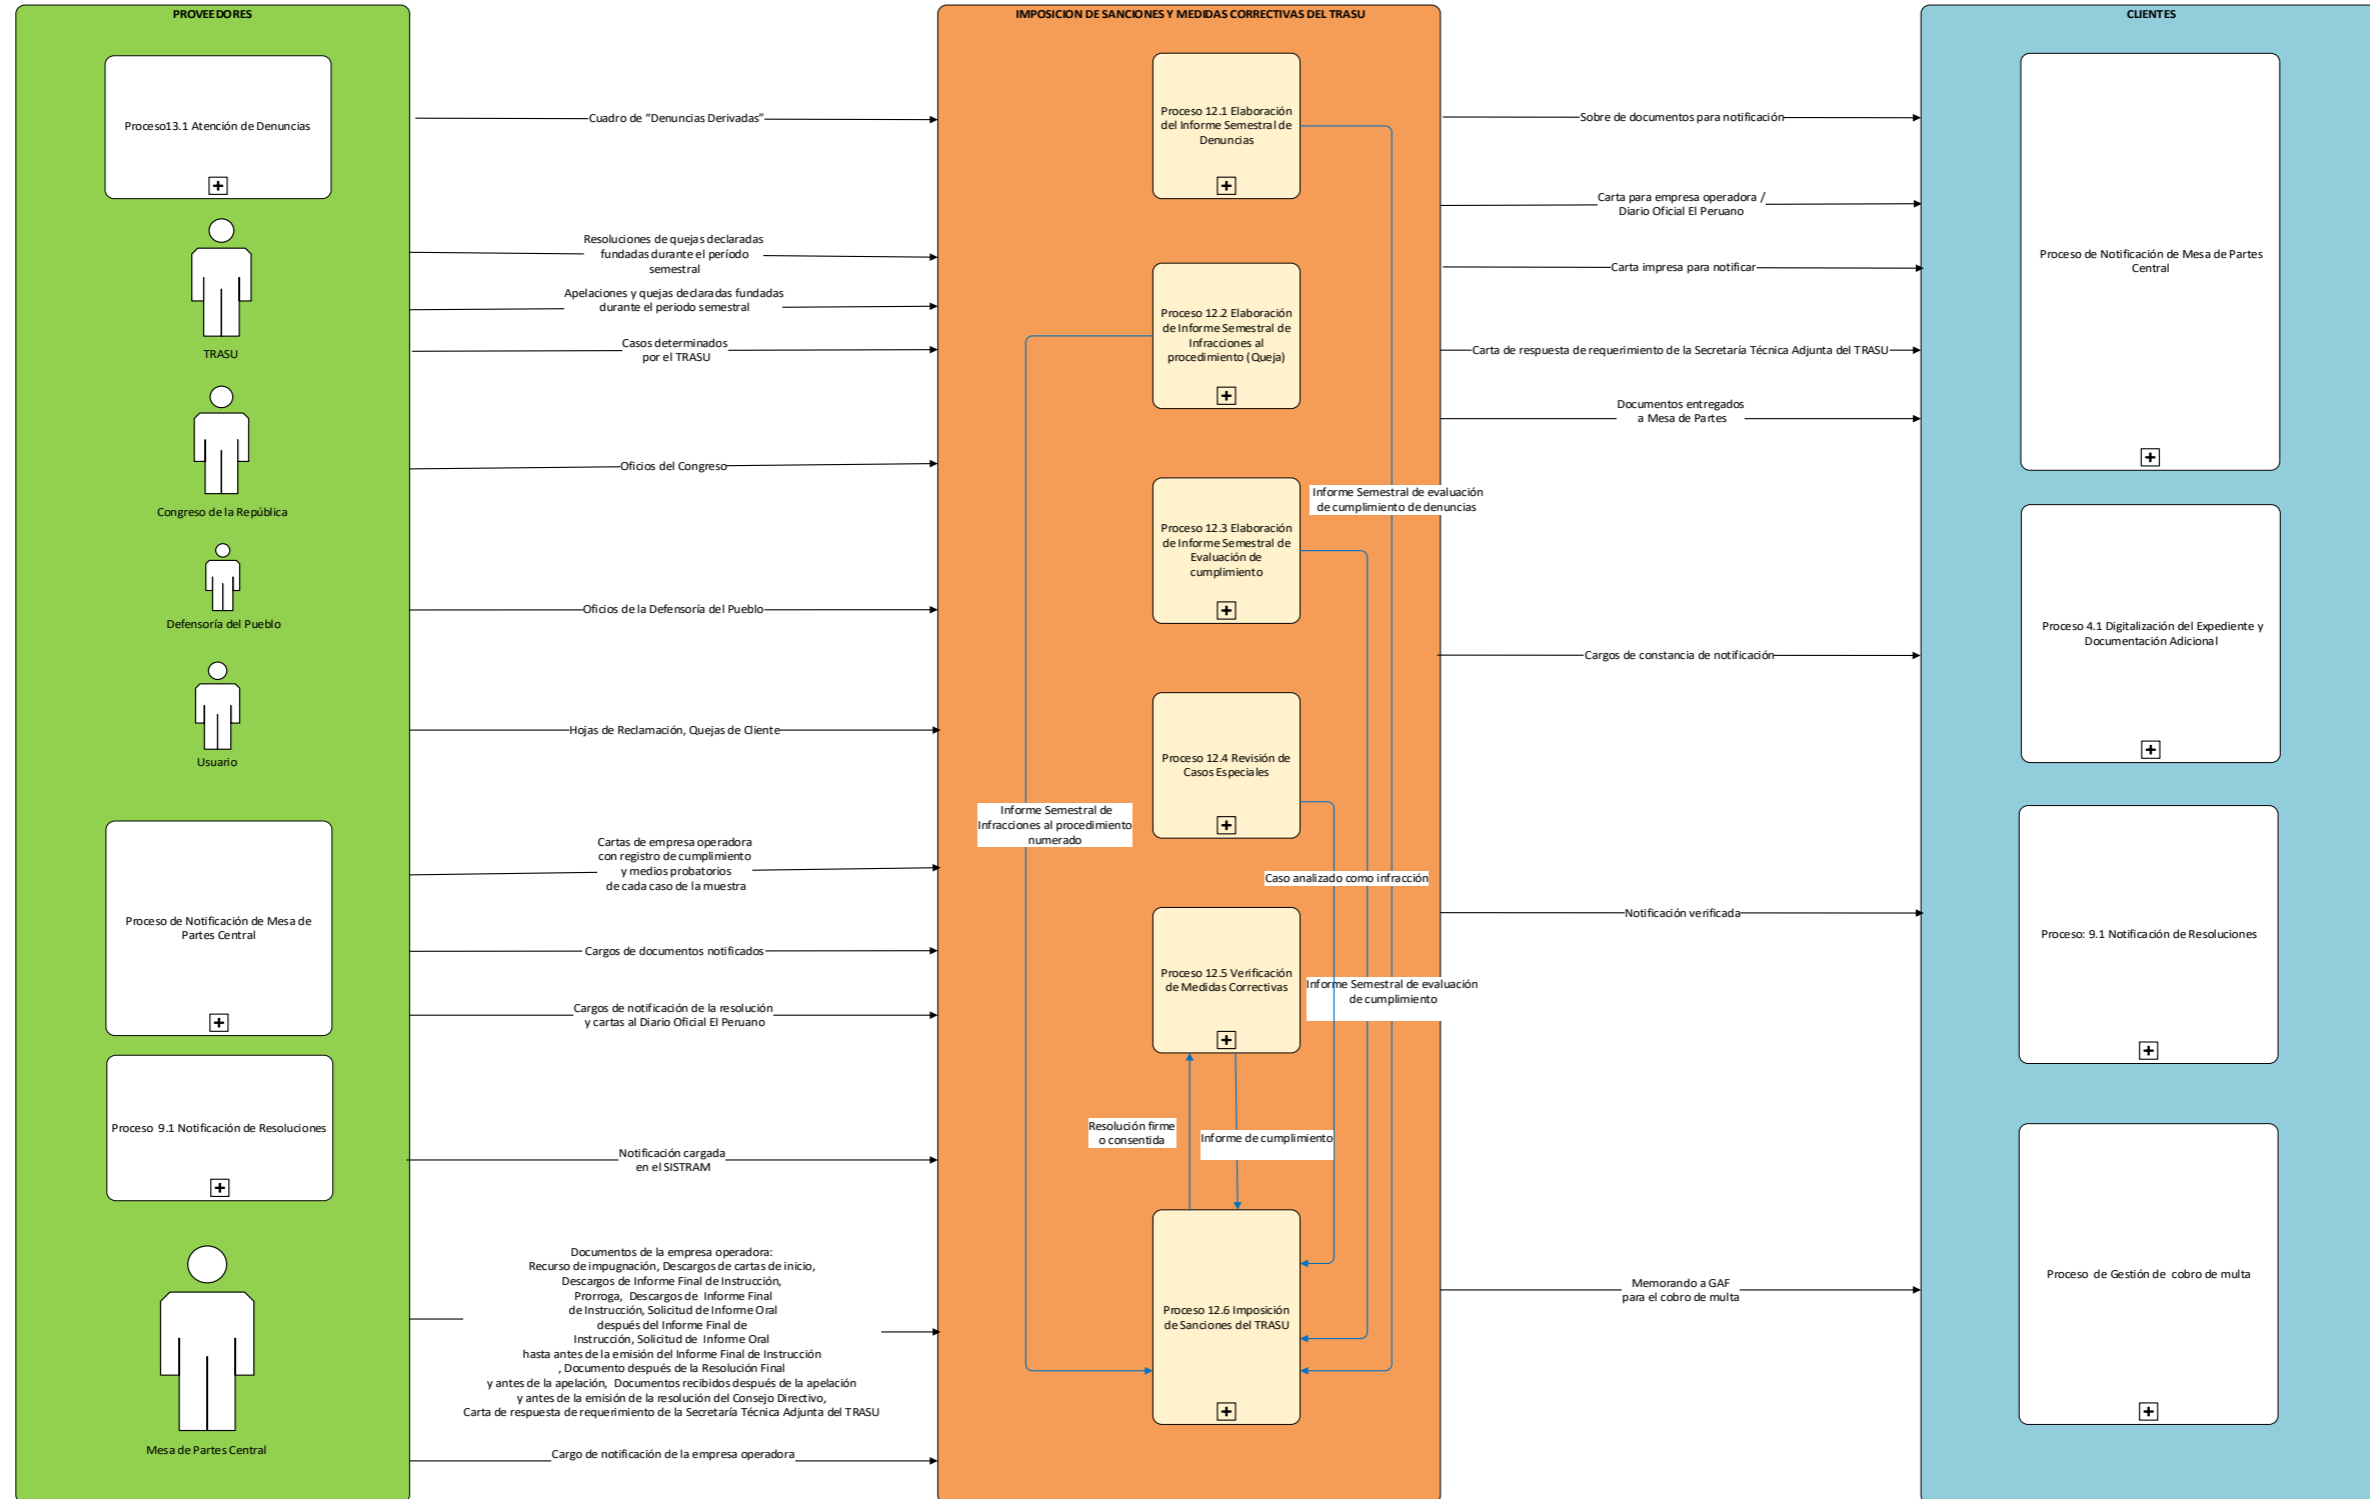 PROVEEDORES
Proceso13.1 Atención de Denuncias
TRASU
Congreso de la República
Defensoría del Pueblo
Usuario
Proceso de Notificación de Mesa de
Partes Central
Proceso 9.1 Notificación de Resoluciones
Mesa de Partes Central
Cuadro de “Denuncias Derivadas”
Resoluciones de quejas declaradas
fundadas durante el período
semestral
Apelaciones y quejas declaradas fundadas
durante el periodo semestral
Casos determinados
por el TRASU
Oficios del Congreso
Oficios de la Defensoría del Pueblo
Hojas de Reclamación, Quejas de Cliente
Cartas de empresa operadora
con registro de cumplimiento
y medios probatorios
de cada caso de la muestra
Cargos de documentos notificados
Cargos de notificación de la resolución
y cartas al Diario Oficial El Peruano
Notificación cargada
en el SISTRAM
Documentos de la empresa operadora:
Recurso de impugnación, Descargos de cartas de inicio,
Descargos de Informe Final de Instrucción,
Prorroga, Descargos de Informe Final
de Instrucción, Solicitud de Informe Oral
después del Informe Final de
Instrucción, Solicitud de Informe Oral
hasta antes de la emisión del Informe Final de Instrucción
, Documento después de la Resolución Final
y antes de la apelación, Documentos recibidos después de la apelación
y antes de la emisión de la resolución del Consejo Directivo,
Carta de respuesta de requerimiento de la Secretaría Técnica Adjunta del TRASU
Cargo de notificación de la empresa operadora
IMPOSICION DE SANCIONES Y MEDIDAS CORRECTIVAS DEL TRASU
Proceso 12.1 Elaboración
del Informe Semestral de
Denuncias
Proceso 12.2 Elaboración
de Informe Semestral de
Infracciones al
procedimiento (Queja)
Proceso 12.3 Elaboración
de Informe Semestral de
Evaluación de
cumplimiento
Proceso 12.4 Revisión de
Casos Especiales
Proceso 12.5 Verificación
de Medidas Correctivas
Proceso 12.6 Imposición
de Sanciones del TRASU
Informe Semestral de evaluación
de cumplimiento de denuncias
Informe Semestral de
Infracciones al procedimiento
numerado
Caso analizado como infracción
Informe Semestral de evaluación
de cumplimiento
Resolución firme
o consentida
Informe de cumplimiento
Sobre de documentos para notificación
Carta para empresa operadora /
Diario Oficial El Peruano
Carta impresa para notificar
Carta de respuesta de requerimiento de la Secretaría Técnica Adjunta del TRASU
Documentos entregados
a Mesa de Partes
Cargos de constancia de notificación
Notificación verificada
Memorando a GAF
para el cobro de multa
CLIENTES
Proceso de Notificación de Mesa de Partes
Central
Proceso 4.1 Digitalización del Expediente y
Documentación Adicional
Proceso: 9.1 Notificación de Resoluciones
Proceso de Gestión de cobro de multa